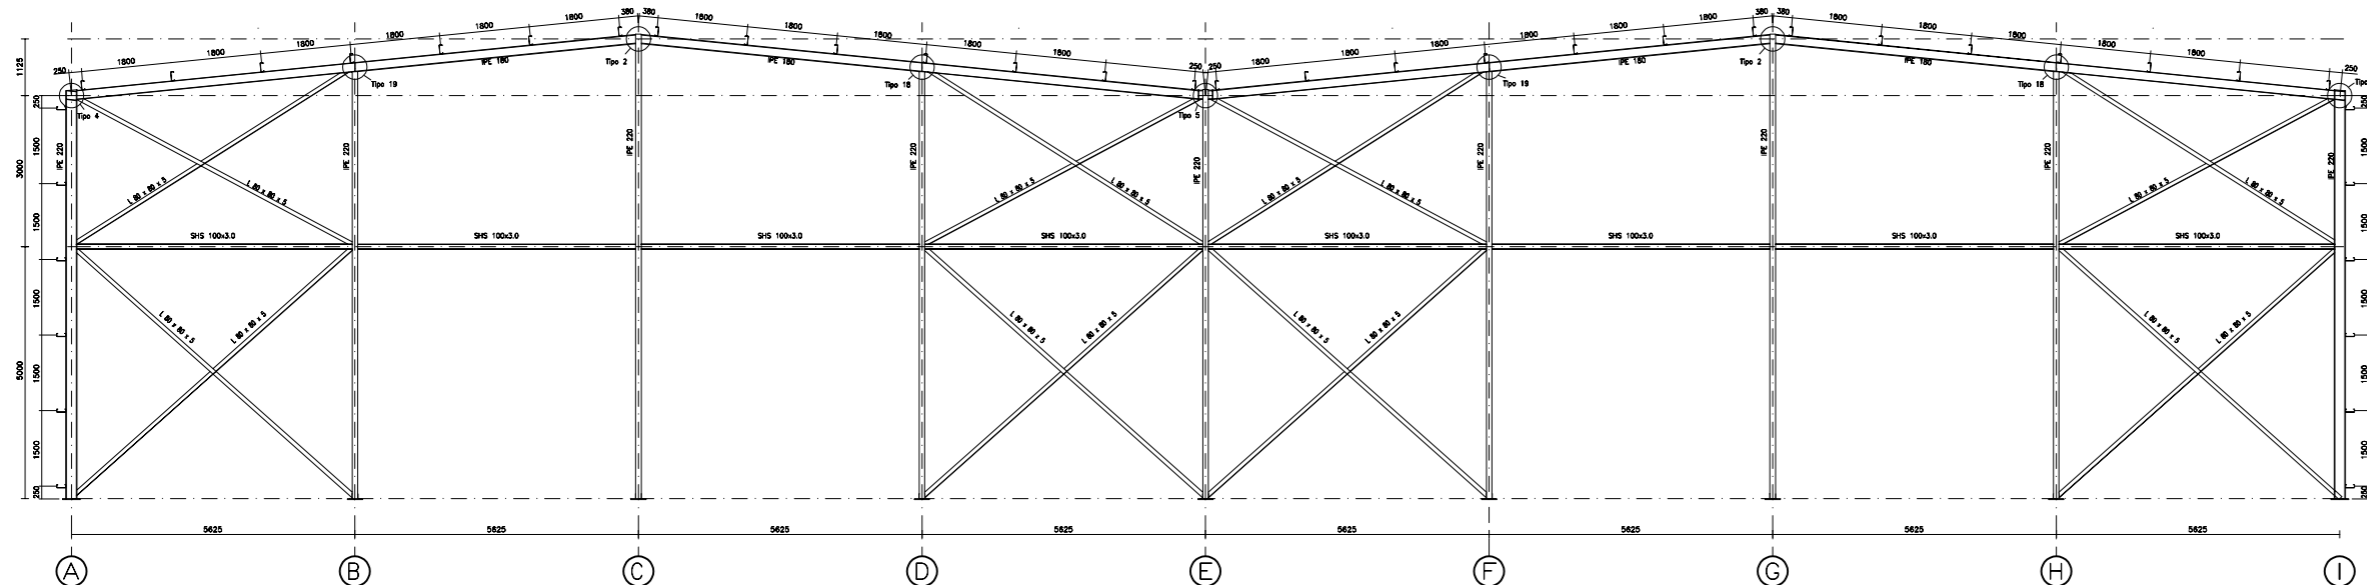 1800 1800 380 380 1800 1800 1800 1800 380 380 1800 1800
1800 1800 1800 1800 1800 1800 1800 1800
1800 1800 250 250 1800 1800 250
250
1125
IPE 180 Tipo 2 IPE 180 IPE 180 Tipo 2 IPE 180
Tipo 19 Tipo 18 Tipo 19 Tipo 18 Tipo
Tipo 4 Tipo 5
250 250
IPE 220 IPE 220 IPE 220 IPE 220 IPE 220 IPE 220 IPE 220 IPE 220 IPE 220
3000 1500 1500
L 80 x 80 x 5 L 80 x 80 x 5 L 80 x 80 x 5 L 80 x 80 x 5 L 80 x 80 x 5 L 80 x 80 x 5 L 80 x 80 x 5 L 80 x 80 x 5
1500 1500
SHS 100x3.0 SHS 100x3.0 SHS 100x3.0 SHS 100x3.0 SHS 100x3.0 SHS 100x3.0 SHS 100x3.0 SHS 100x3.0
1500 1500
L 80 x 80 x 5 L 80 x 80 x 5 L 80 x 80 x 5 L 80 x 80 x 5 L 80 x 80 x 5 L 80 x 80 x 5 L 80 x 80 x 5 L 80 x 80 x 5
5000 1500 1500
1500 1500
250 250
5625 5625 5625 5625 5625 5625 5625 5625
A B C D E F G H I